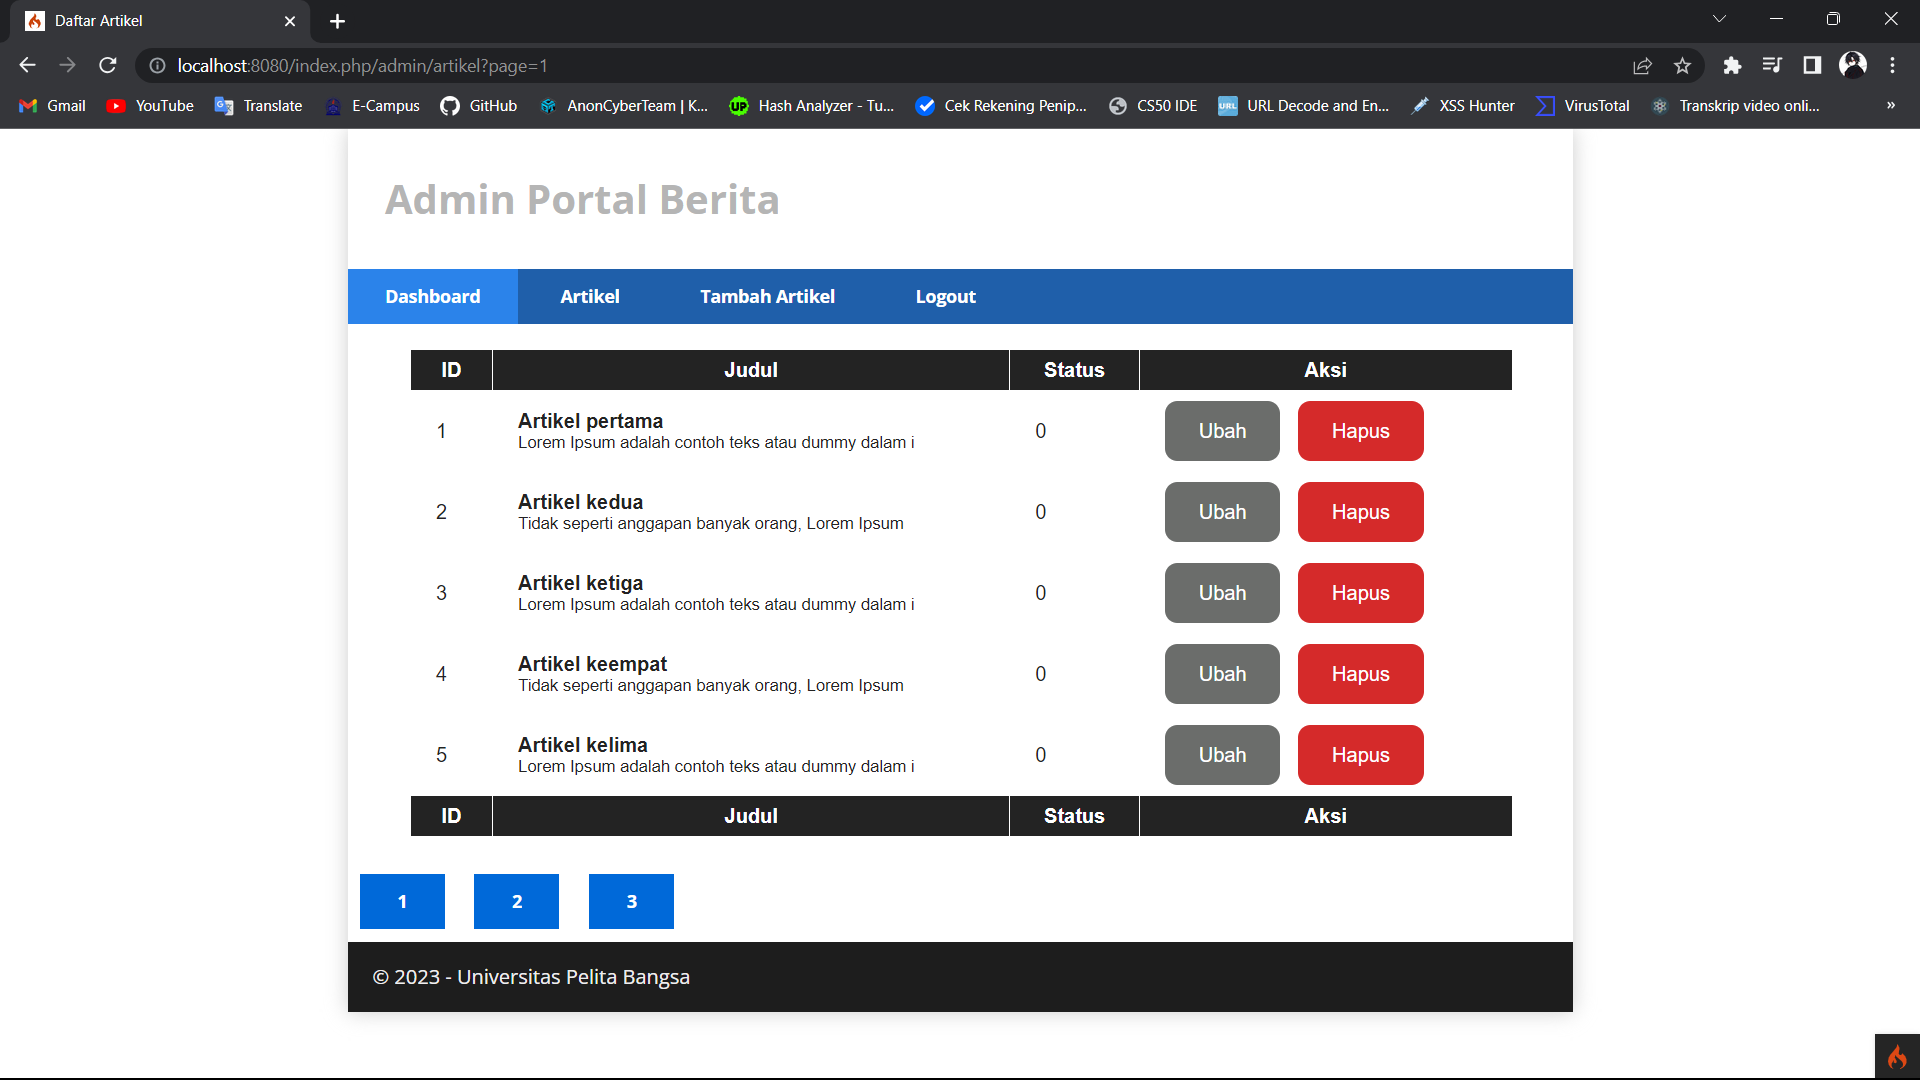 Daftar Artikel
localhost:8080/index.php/admin/artikel?page=1
Gmail YouTube Translate E-Campus GitHub AnonCyberTeam | K... Hash Analyzer - Tu... Cek Rekening Penip... CS50 IDE URL Decode and En... XSS Hunter VirusTotal Transkrip video onli... »
Admin Portal Berita
Dashboard Artikel Tambah Artikel Logout
ID Judul Status Aksi
1 Artikel pertama 0 Ubah Hapus
Lorem Ipsum adalah contoh teks atau dummy dalam i
2 Artikel kedua 0 Ubah Hapus
Tidak seperti anggapan banyak orang, Lorem Ipsum
3 Artikel ketiga 0 Ubah Hapus
Lorem Ipsum adalah contoh teks atau dummy dalam i
4 Artikel keempat 0 Ubah Hapus
Tidak seperti anggapan banyak orang, Lorem Ipsum
5 Artikel kelima 0 Ubah Hapus
Lorem Ipsum adalah contoh teks atau dummy dalam i
ID Judul Status Aksi
1 2 3
© 2023 - Universitas Pelita Bangsa